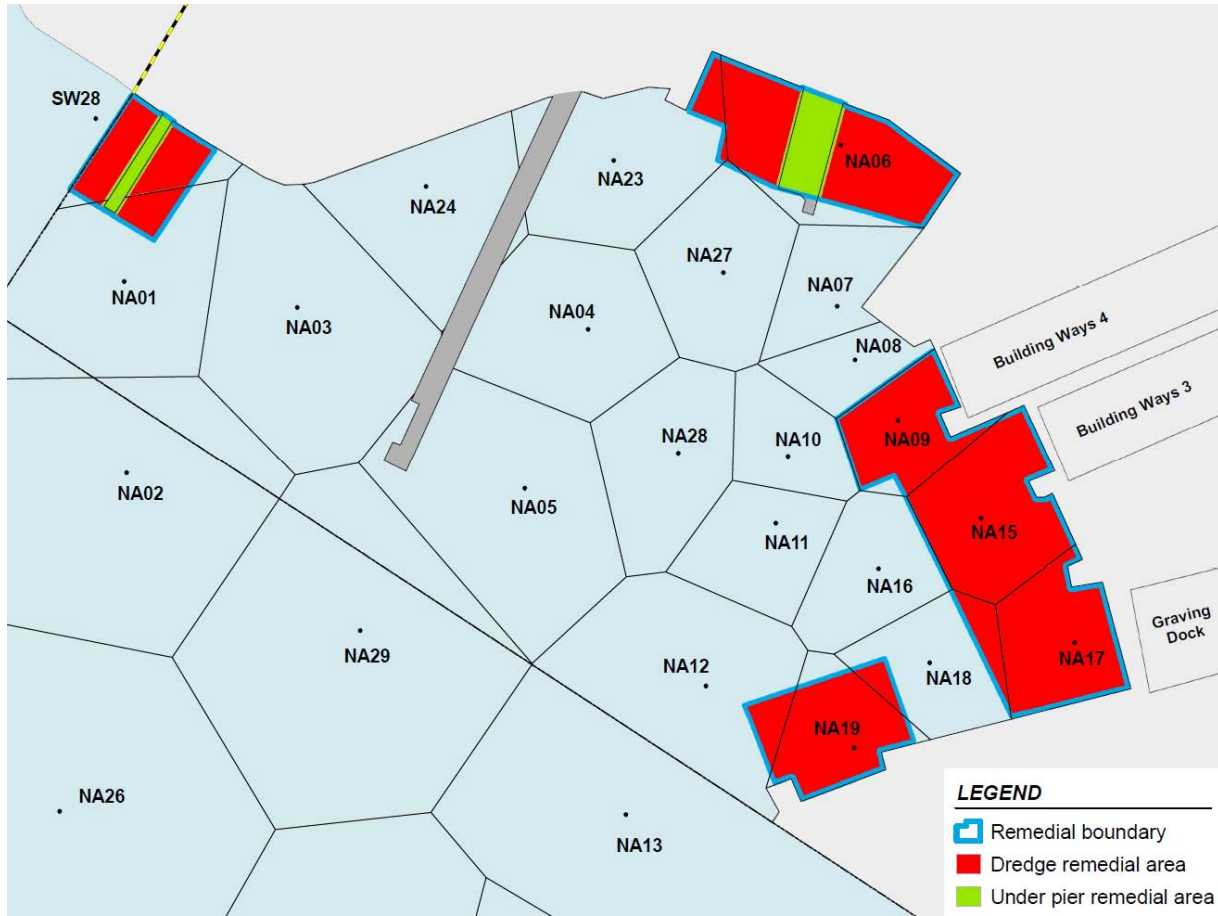 SW28
NA06
NA23
NA24
NA27
NA01
NA07
NA03
NA04
NA08
Building Ways 4
Building Ways 3
NA09
NA10
NA28
NA02
NA05
NA15
NA11
NA16
Graving
Dock
NA29
NA12
NA18
NA17
NA19
NA26
NA13
LEGEND
Remedial boundary
Dredge remedial area
Under pier remedial area